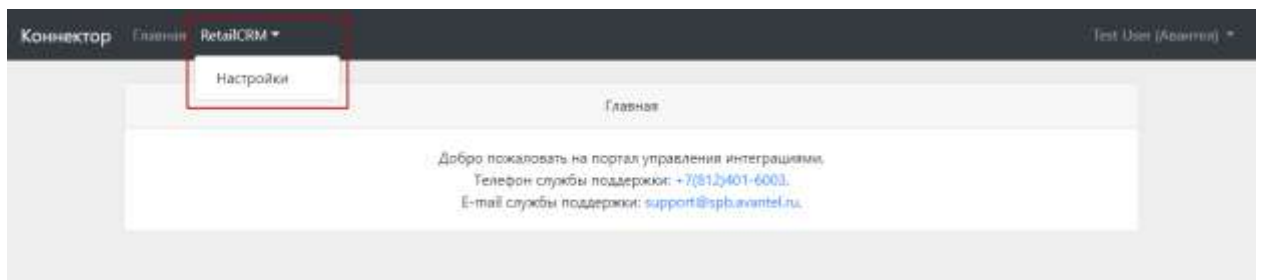 Коннектор Главная RetailCRM Test User (Авантел)
Настройки
Главная
Добро пожаловать на портал управления интеграциями.
Телефон службы поддержки: +7(812)401-6003.
E-mail службы поддержки: support@spb.avantel.ru.